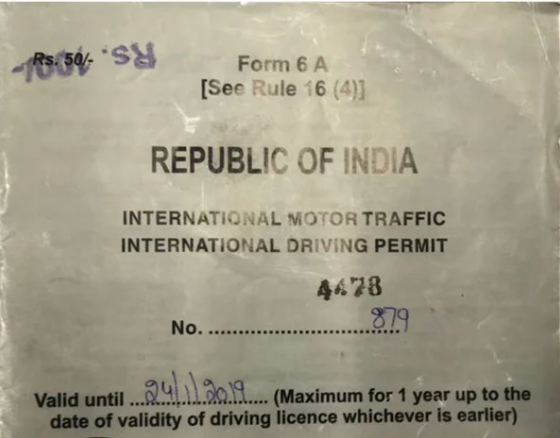 Rs. 50/-
Rs. 100/-
Form 6 A
[See Rule 16 (4)]
REPUBLIC OF INDIA
INTERNATIONAL MOTOR TRAFFIC
INTERNATIONAL DRIVING PERMIT
4478
No. ................................879
Valid until ...24/1/2019.... (Maximum for 1 year up to the
date of validity of driving licence whichever is earlier)